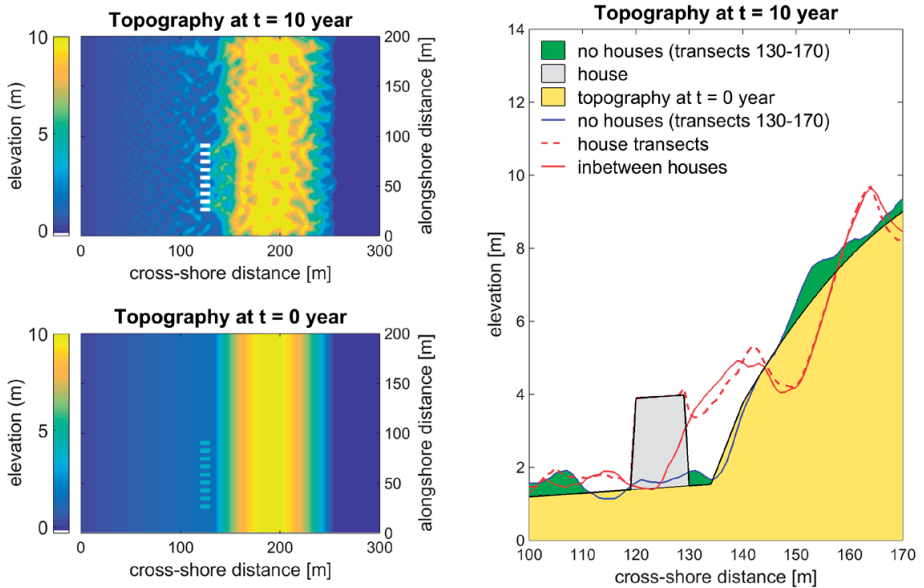 Topography at t = 10 year
10
5
0
elevation (m)
200
150
100
50
0
alongshore distance [m]
0 100 200 300
cross-shore distance [m]
Topography at t = 0 year
10
5
0
elevation (m)
200
150
100
50
0
alongshore distance [m]
0 100 200 300
cross-shore distance [m]
Topography at t = 10 year
14
12
10
8
6
4
2
0
elevation [m]
no houses (transects 130-170)
house
topography at t = 0 year
no houses (transects 130-170)
house transects
inbetween houses
100 110 120 130 140 150 160 170
cross-shore distance [m]